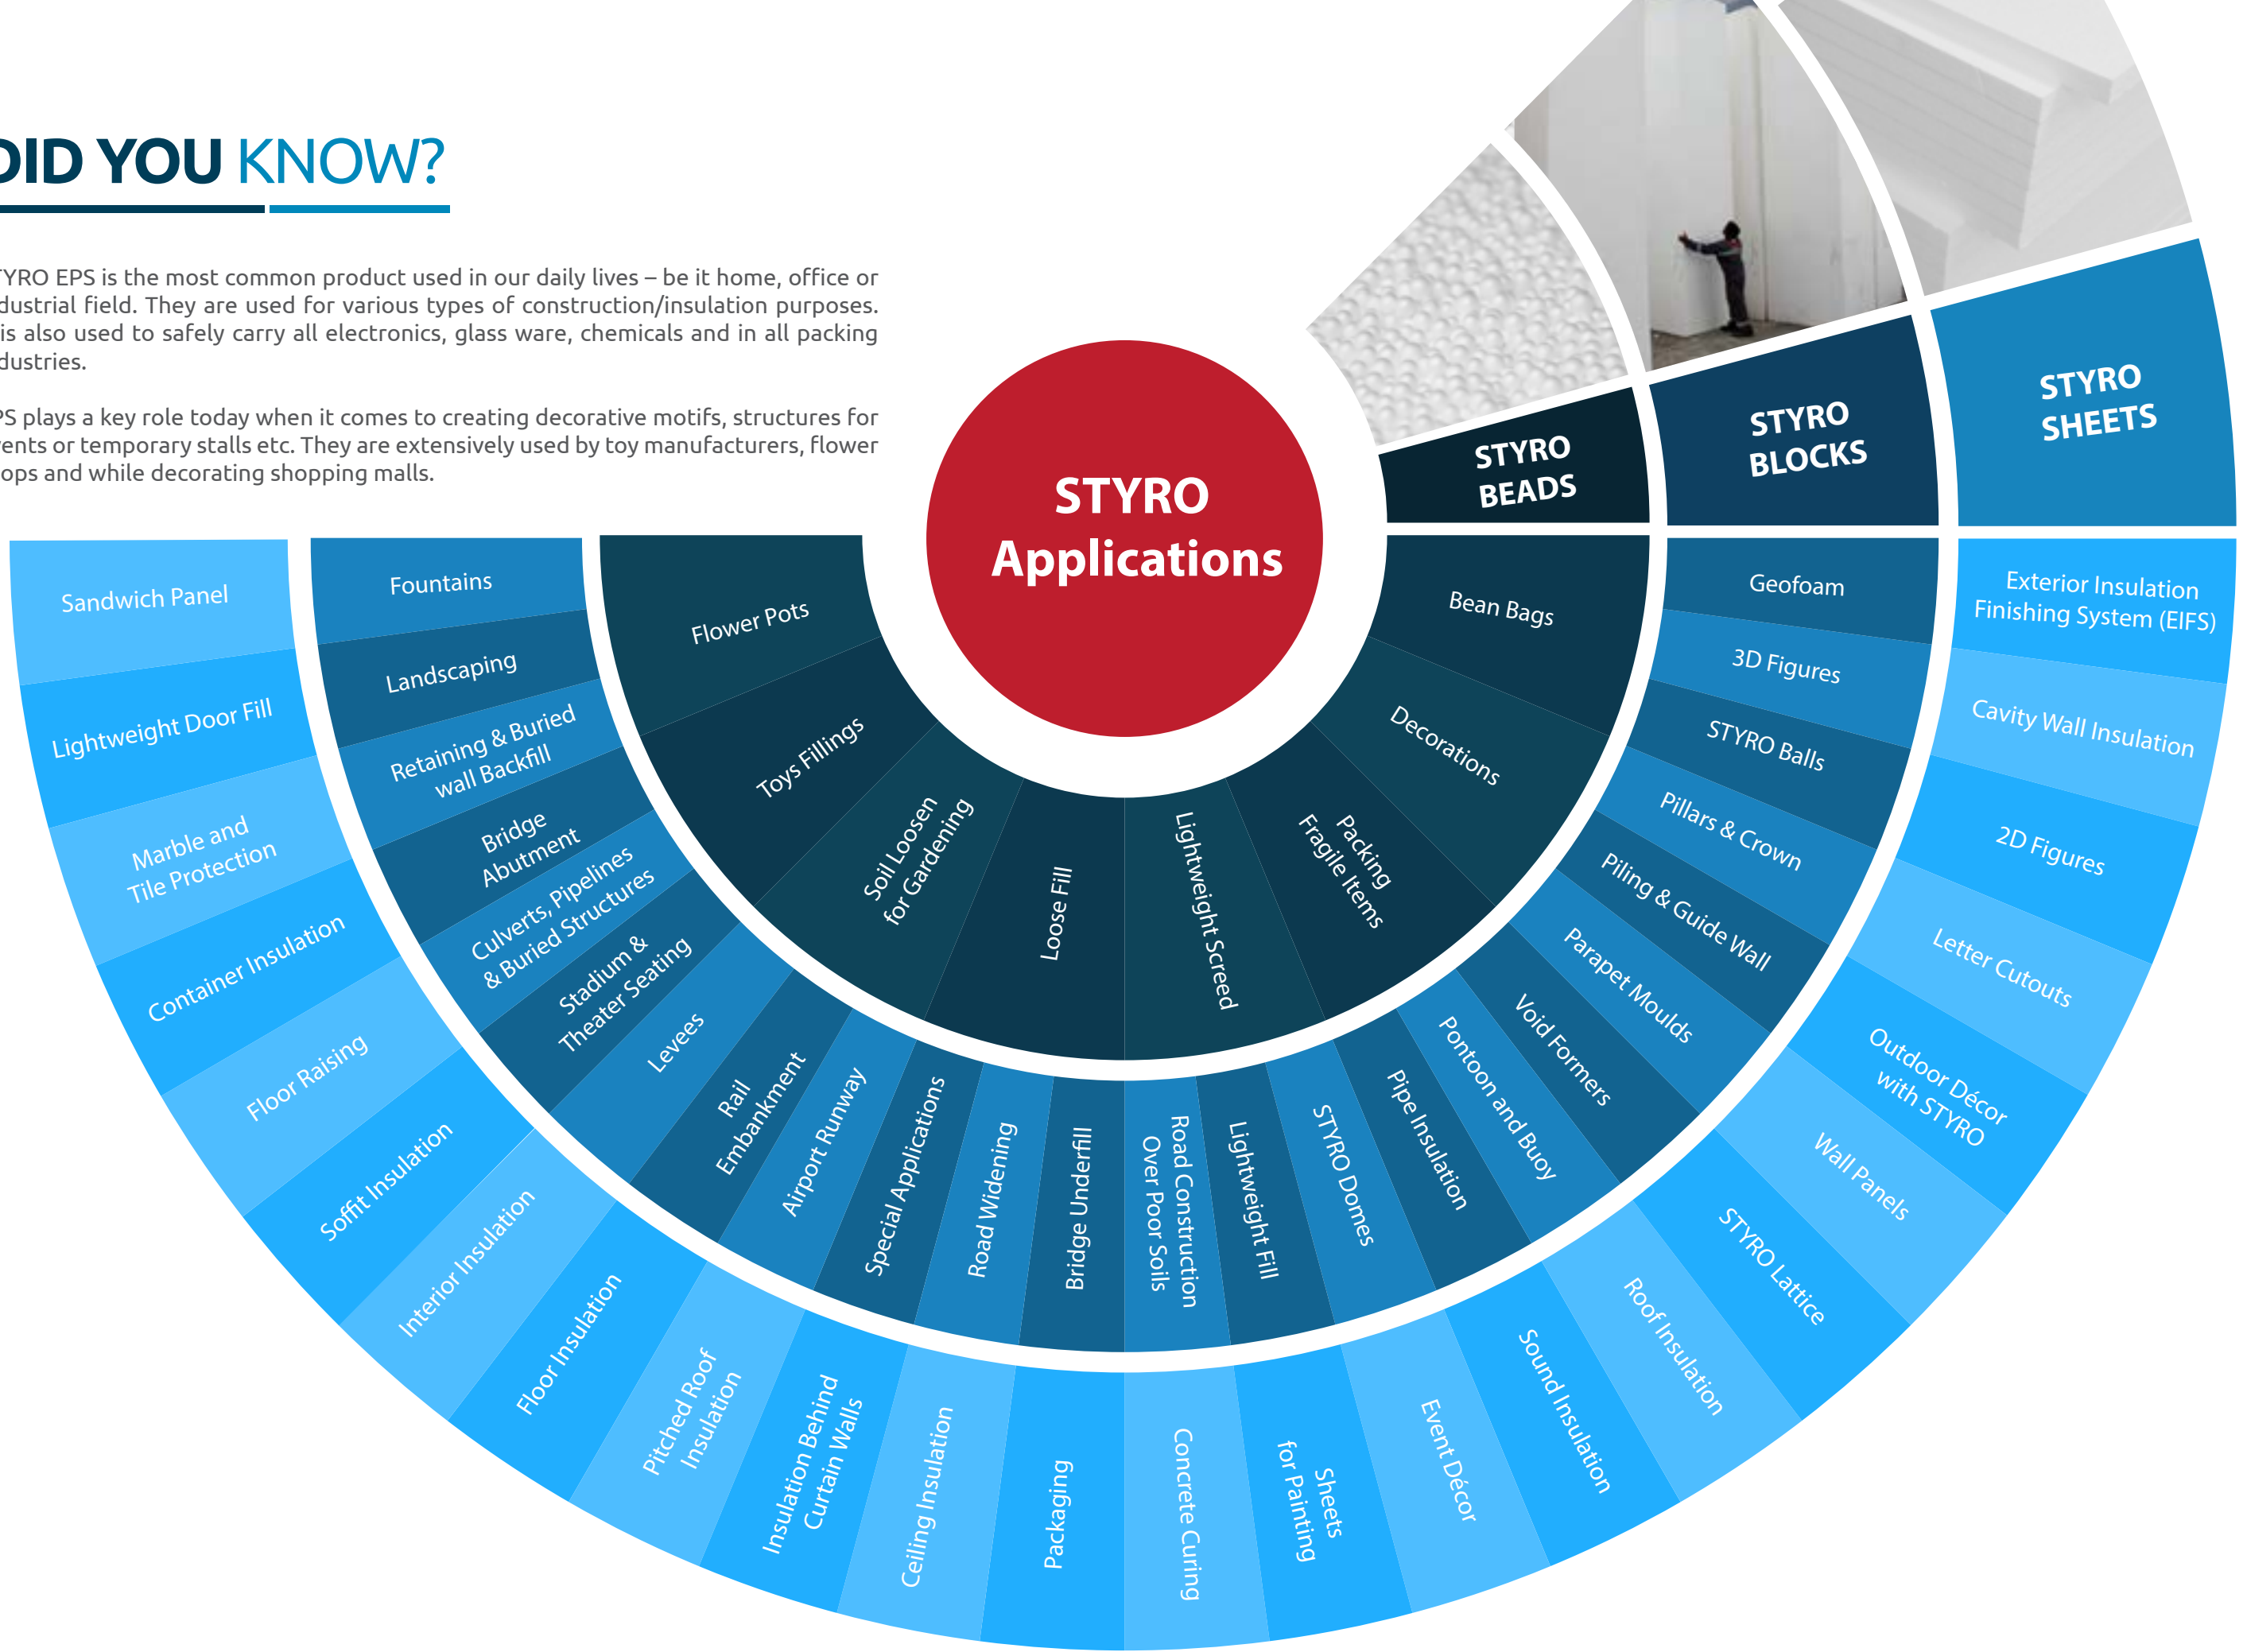 DID YOU KNOW?
TYRO EPS is the most common product used in our daily lives – be it home, office or
dustrial field. They are used for various types of construction/insulation purposes.
is also used to safely carry all electronics, glass ware, chemicals and in all packing
dustries.
PS plays a key role today when it comes to creating decorative motifs, structures for
vents or temporary stalls etc. They are extensively used by toy manufacturers, flower
ops and while decorating shopping malls.
STYRO
Applications
STYRO
BEADS
STYRO
BLOCKS
STYRO
SHEETS
Bean Bags
Decorations
Packing
Fragile Items
Lightweight Screed
Loose Fill
Soil Loosen
for Gardening
Toys Fillings
Flower Pots
Geofoam
3D Figures
STYRO Balls
Pillars & Crown
Piling & Guide Wall
Parapet Moulds
Void Formers
Pontoon and Buoy
Pipe Insulation
STYRO Domes
Lightweight Fill
Road Construction
Over Poor Soils
Bridge Underfill
Road Widening
Special Applications
Airport Runway
Rail
Embankment
Levees
Stadium &
Theater Seating
Culverts, Pipelines
& Buried Structures
Bridge
Abutment
Retaining & Buried
wall Backfill
Landscaping
Fountains
Exterior Insulation
Finishing System (EIFS)
Cavity Wall Insulation
2D Figures
Letter Cutouts
Outdoor Décor
with STYRO
Wall Panels
STYRO Lattice
Roof Insulation
Sound Insulation
Event Décor
Sheets
for Painting
Concrete Curing
Packaging
Ceiling Insulation
Insulation Behind
Curtain Walls
Pitched Roof
Insulation
Floor Insulation
Interior Insulation
Soffit Insulation
Floor Raising
Container Insulation
Marble and
Tile Protection
Lightweight Door Fill
Sandwich Panel